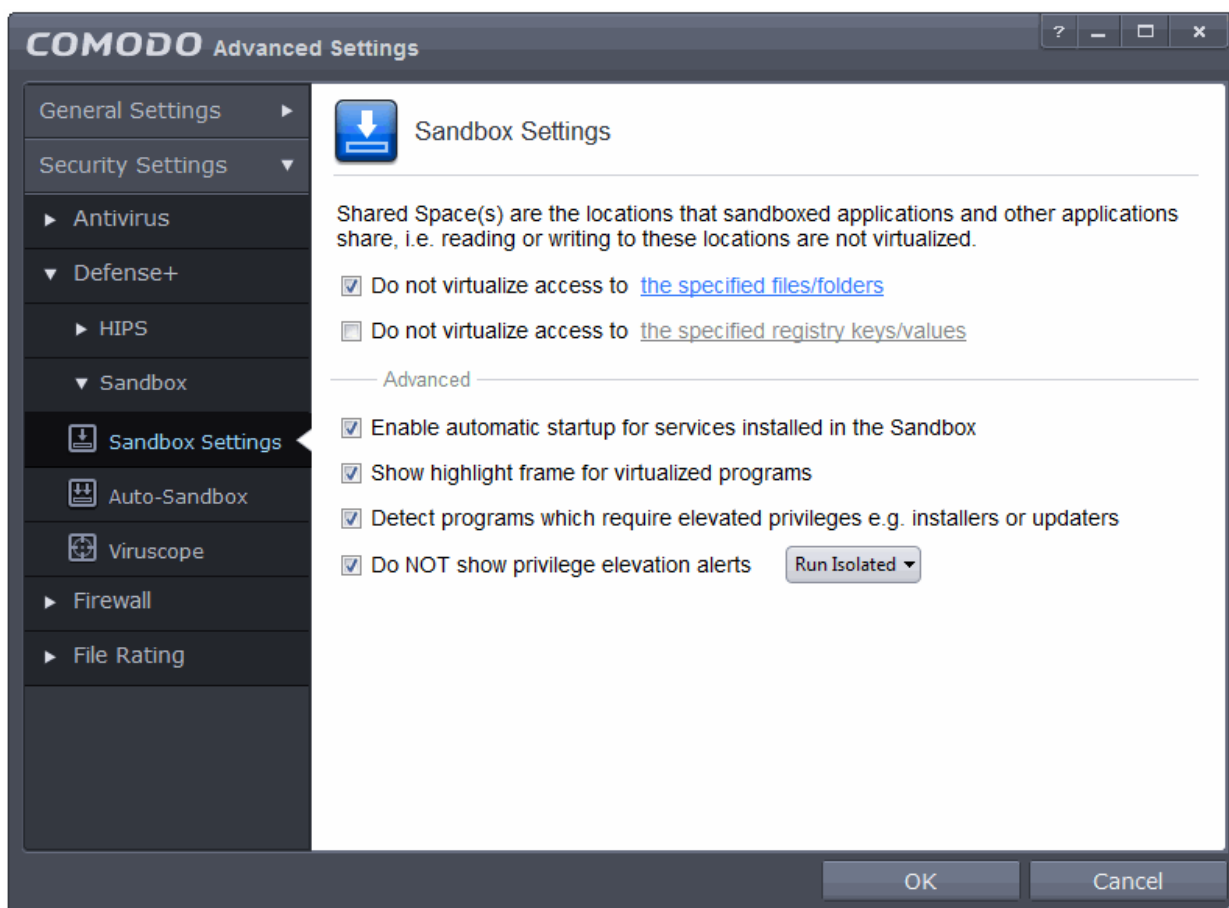 COMODO Advanced Settings
?
General Settings
Security Settings
Antivirus
Defense+
HIPS
Sandbox
Sandbox Settings
Auto-Sandbox
Viruscope
Firewall
File Rating
Sandbox Settings
Shared Space(s) are the locations that sandboxed applications and other applications
share, i.e. reading or writing to these locations are not virtualized.
Do not virtualize access to the specified files/folders
Do not virtualize access to the specified registry keys/values
Advanced
Enable automatic startup for services installed in the Sandbox
Show highlight frame for virtualized programs
Detect programs which require elevated privileges e.g. installers or updaters
Do NOT show privilege elevation alerts Run Isolated
OK Cancel